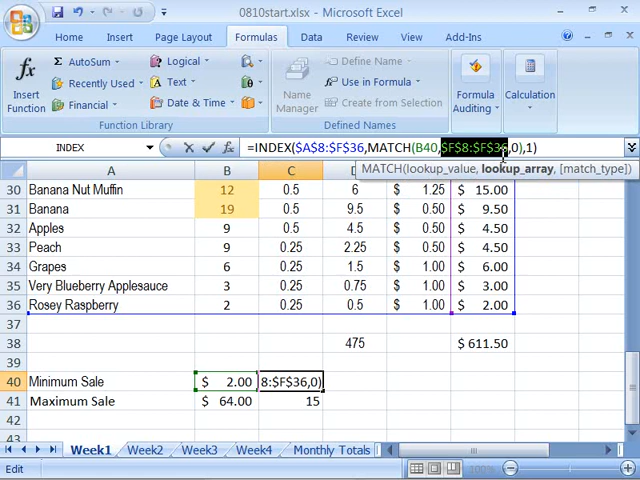 0810start.xlsx - Microsoft Excel
Home Insert Page Layout Formulas Data Review View Add-Ins
Insert Function
Σ AutoSum
Recently Used
Financial
Logical
Text
Date & Time
Function Library
Name Manager
Define Name
Use in Formula
Create from Selection
Defined Names
Formula Auditing
Calculation
INDEX =INDEX($A$8:$F$36,MATCH(B40,$F$8:$F$36,0),1)
MATCH(lookup_value, lookup_array, [match_type])
A B C D E F G
30 Banana Nut Muffin 12 0.5 6 $ 1.25 $ 15.00
31 Banana 19 0.5 9.5 $ 0.50 $ 9.50
32 Apples 9 0.5 4.5 $ 0.50 $ 4.50
33 Peach 9 0.25 2.25 $ 0.50 $ 4.50
34 Grapes 6 0.25 1.5 $ 1.00 $ 6.00
35 Very Blueberry Applesauce 3 0.25 0.75 $ 1.00 $ 3.00
36 Rosey Raspberry 2 0.25 0.5 $ 1.00 $ 2.00
37
38 475 $ 611.50
39
40 Minimum Sale $ 2.00 8:$F$36,0)
41 Maximum Sale $ 64.00 15
42
43
Week1 Week2 Week3 Week4 Monthly Totals
Edit 100%